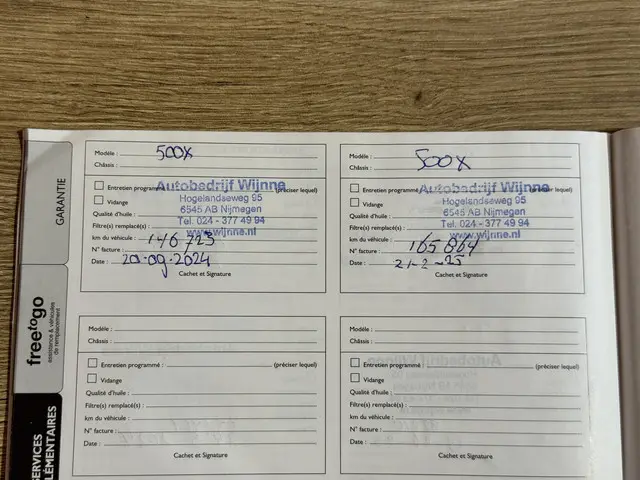 GARANTIE
freetogo
assistance & véhicules
de remplacement
SERVICES
Modèle : 500X
Châssis :
Entretien programmé (préciser lequel)
Autobedrijf Wijnne
Vidange
Hogelandseweg 95
Qualité d'huile :
6545 AB Nijmegen
Filtre(s) remplacé(s) :
Tel. 024 - 377 49 94
www.wijnne.nl
km du véhicule : 146 725
N° facture :
Date : 20-09-2024
Cachet et Signature
Modèle : 500x
Châssis :
Entretien programmé (préciser lequel)
Autobedrijf Wijnne
Vidange
Hogelandseweg 95
Qualité d'huile :
6545 AB Nijmegen
Filtre(s) remplacé(s)
Tel. 024 - 377 49 94
www.wijnne.nl
km du véhicule : 165 864
N° facture :
Date : 21-2-25
Cachet et Signature
Modèle :
Châssis :
Entretien programmé : (préciser lequel)
Vidange
Qualité d'huile :
Filtre(s) remplacé(s) :
km du véhicule :
N° facture :
Date :
Cachet et Signature
Modèle :
Châssis :
Entretien programmé : (préciser lequel)
Vidange
Qualité d'huile :
Filtre(s) remplacé(s) :
km du véhicule :
N° facture :
Date :
Cachet et Signature